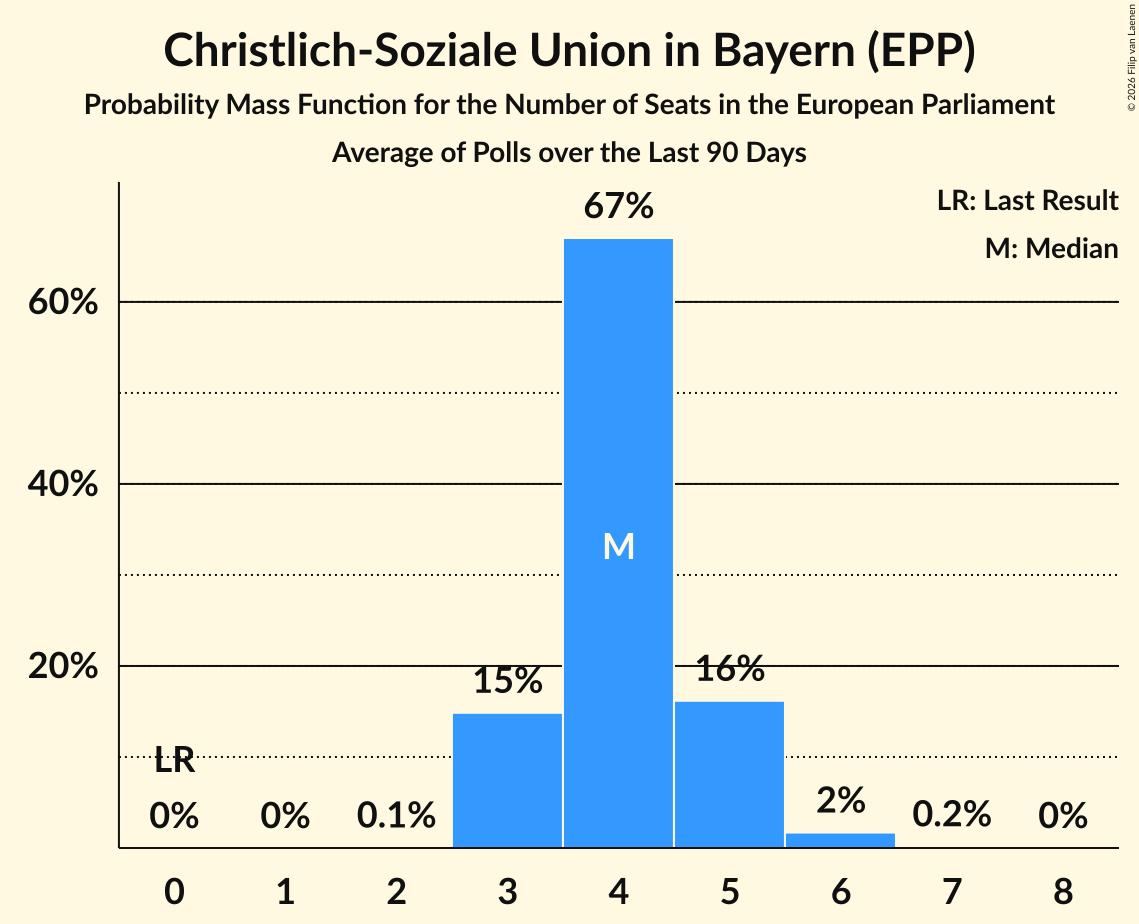 Christlich-Soziale Union in Bayern (EPP)
Probability Mass Function for the Number of Seats in the European Parliament
Average of Polls over the Last 90 Days
© 2026 Filip van Laenen
LR: Last Result
M: Median
67%
60%
40%
M
20%
15%
16%
LR
0%
0%
0.1%
2%
0.2%
0%
0 1 2 3 4 5 6 7 8